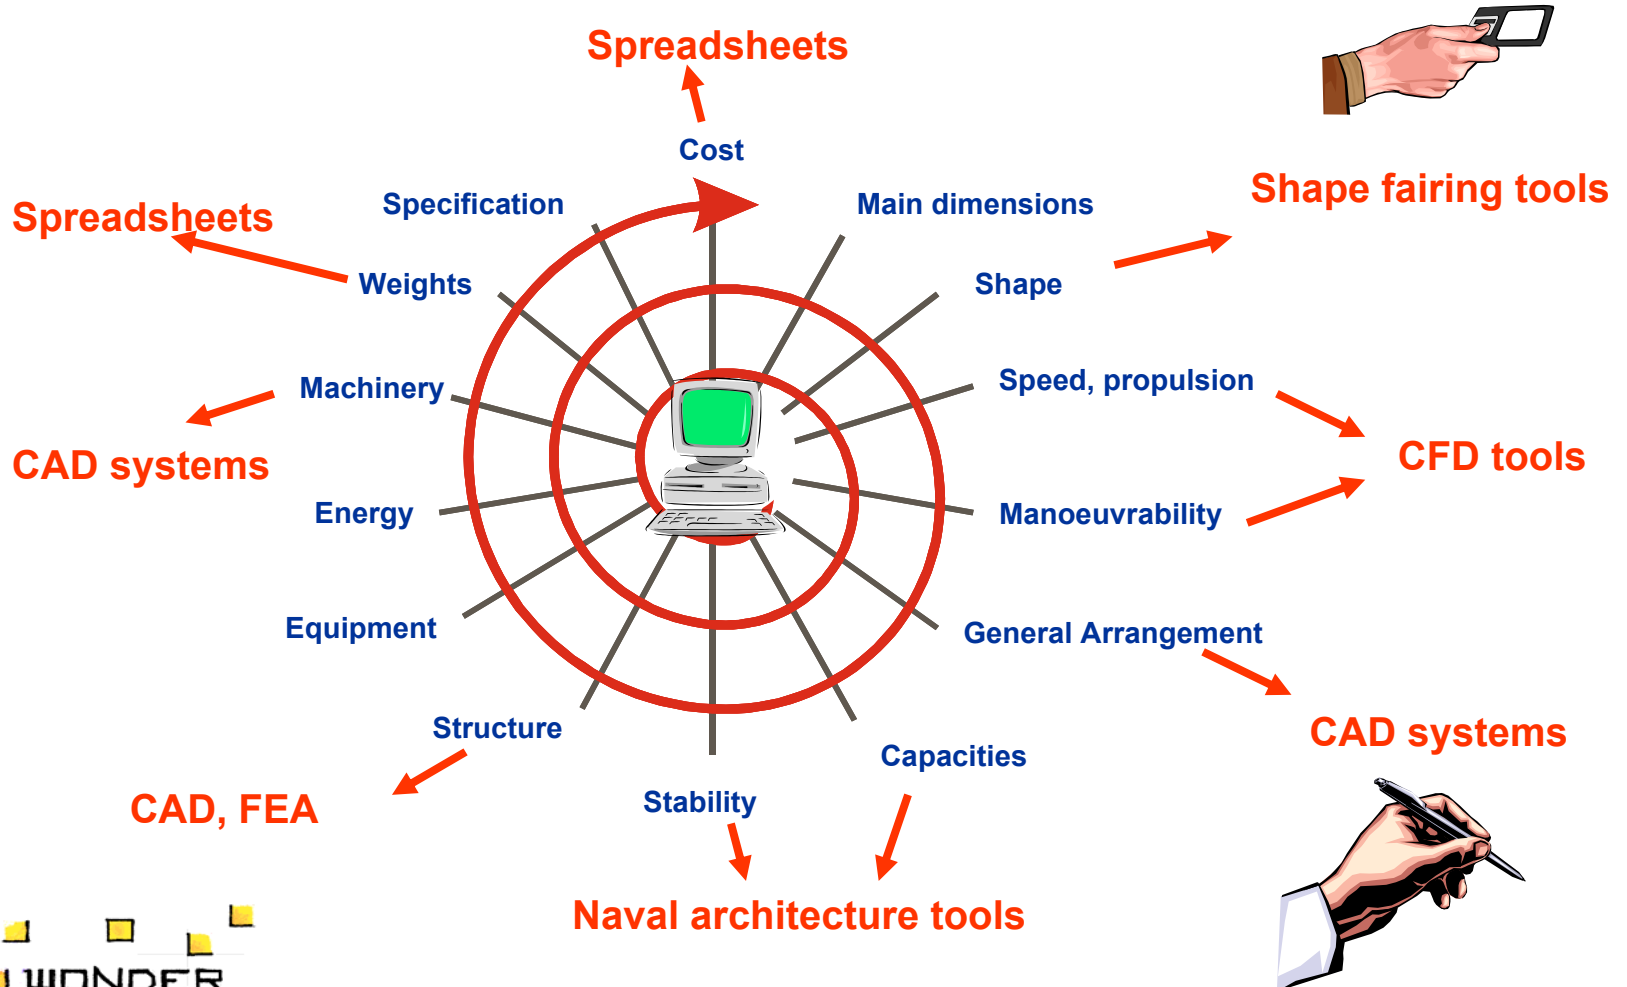 Spreadsheets
Cost
Specification
Main dimensions
Shape fairing tools
Spreadsheets
Weights
Shape
Machinery
Speed, propulsion
CAD systems
CFD tools
Energy
Manoeuvrability
Equipment
General Arrangement
Structure
CAD systems
Capacities
CAD, FEA
Stability
Naval architecture tools
WONDER